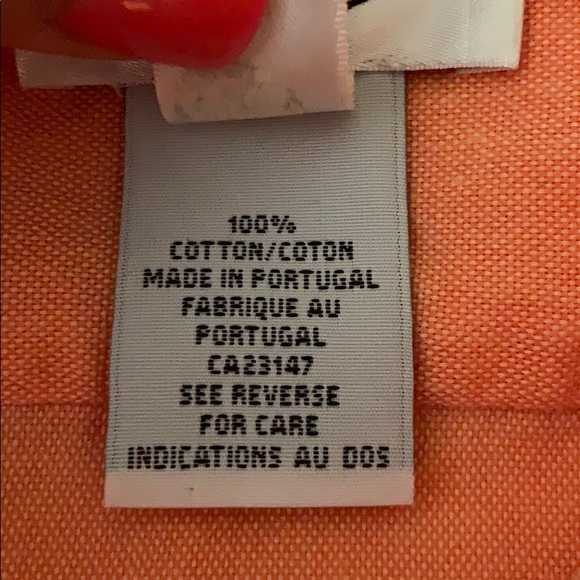 100%
COTTON/COTON
MADE IN PORTUGAL
FABRIQUE AU
PORTUGAL
CA23147
SEE REVERSE
FOR CARE
INDICATIONS AU DOS